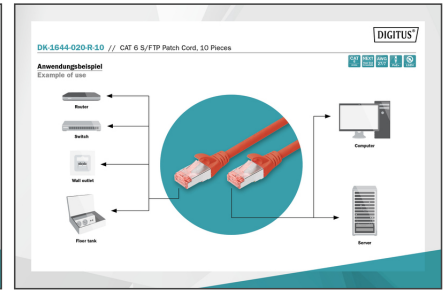 DIGITUS®
DK-1644-020-R-10 // CAT 6 S/FTP Patch Cord, 10 Pieces
Anwendungsbeispiel
Example of use
Router
Switch
Wall outlet
Floor tank
Computer
Server